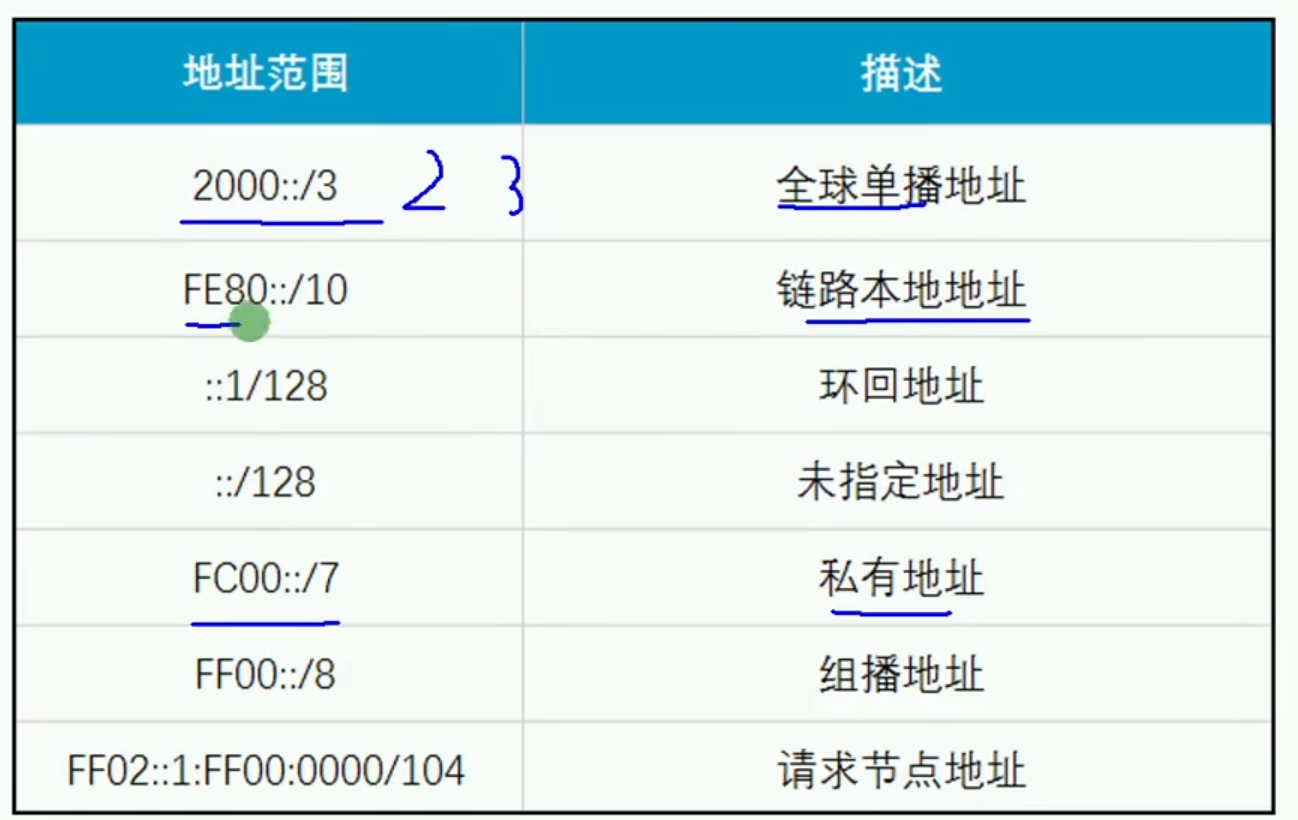 地址范围 描述
2000::/3 2 3 全球单播地址
FE80::/10 链路本地地址
::1/128 环回地址
::/128 未指定地址
FC00::/7 私有地址
FF00::/8 组播地址
FF02::1:FF00:0000/104 请求节点地址